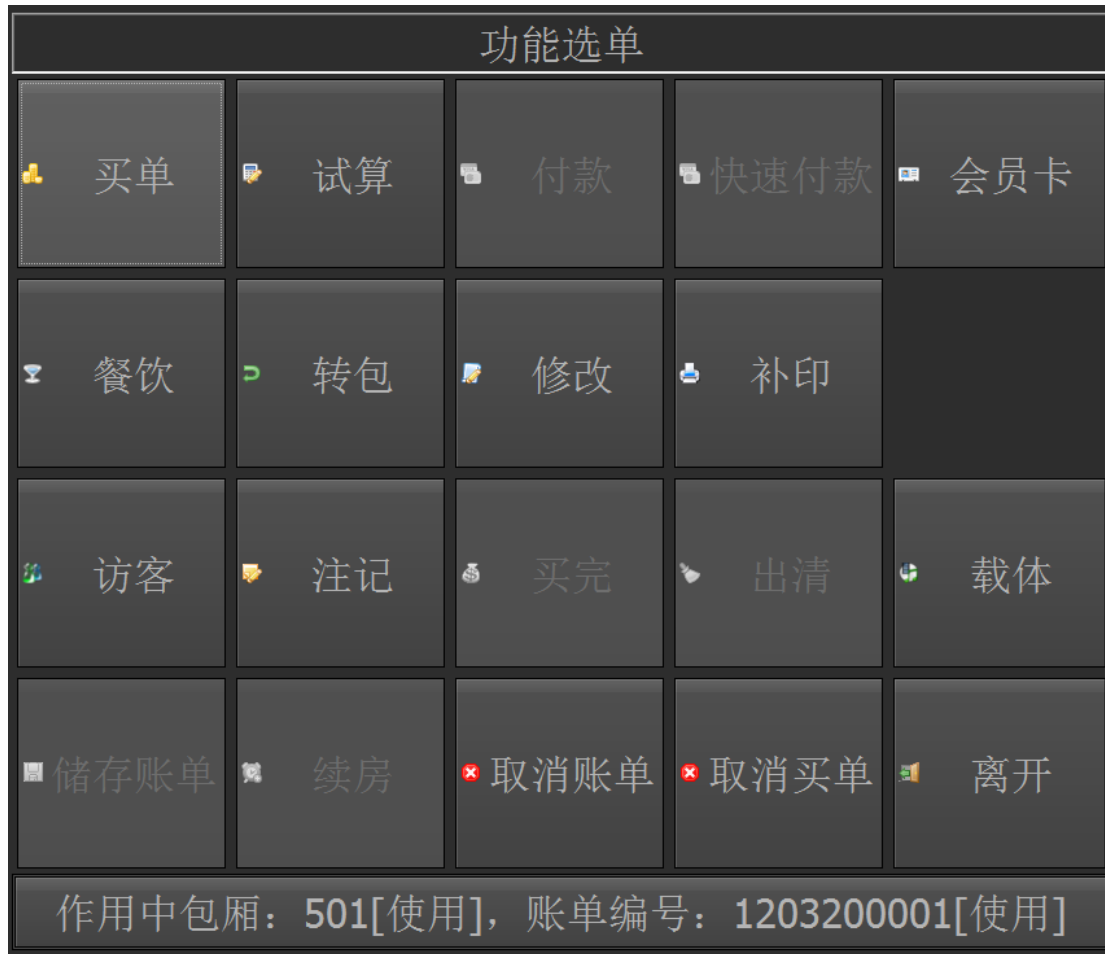 功能选单
买单 试算 付款 快速付款 会员卡
餐饮 转包 修改 补印
访客 注记 买完 出清 载体
储存账单 续房 取消账单 取消买单 离开
作用中包厢：501[使用]，账单编号：1203200001[使用]